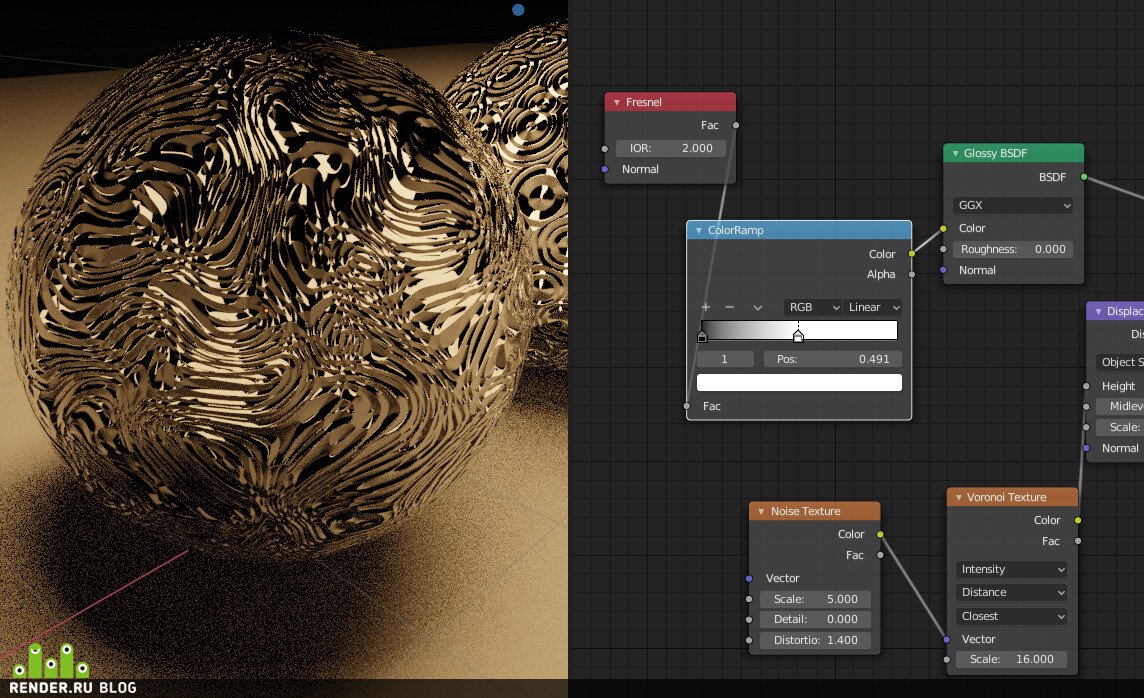 Fresnel
Fac
IOR: 2.000
Normal
ColorRamp
Color
Alpha
+ − RGB Linear
1 Pos: 0.491
Fac
Glossy BSDF
BSDF
GGX
Color
Roughness: 0.000
Normal
Displac
Dis
Object S
Height
Midlev
Scale:
Normal
Noise Texture
Color
Fac
Vector
Scale: 5.000
Detail: 0.000
Distortio: 1.400
Voronoi Texture
Color
Fac
Intensity
Distance
Closest
Vector
Scale: 16.000
RENDER.RU BLOG